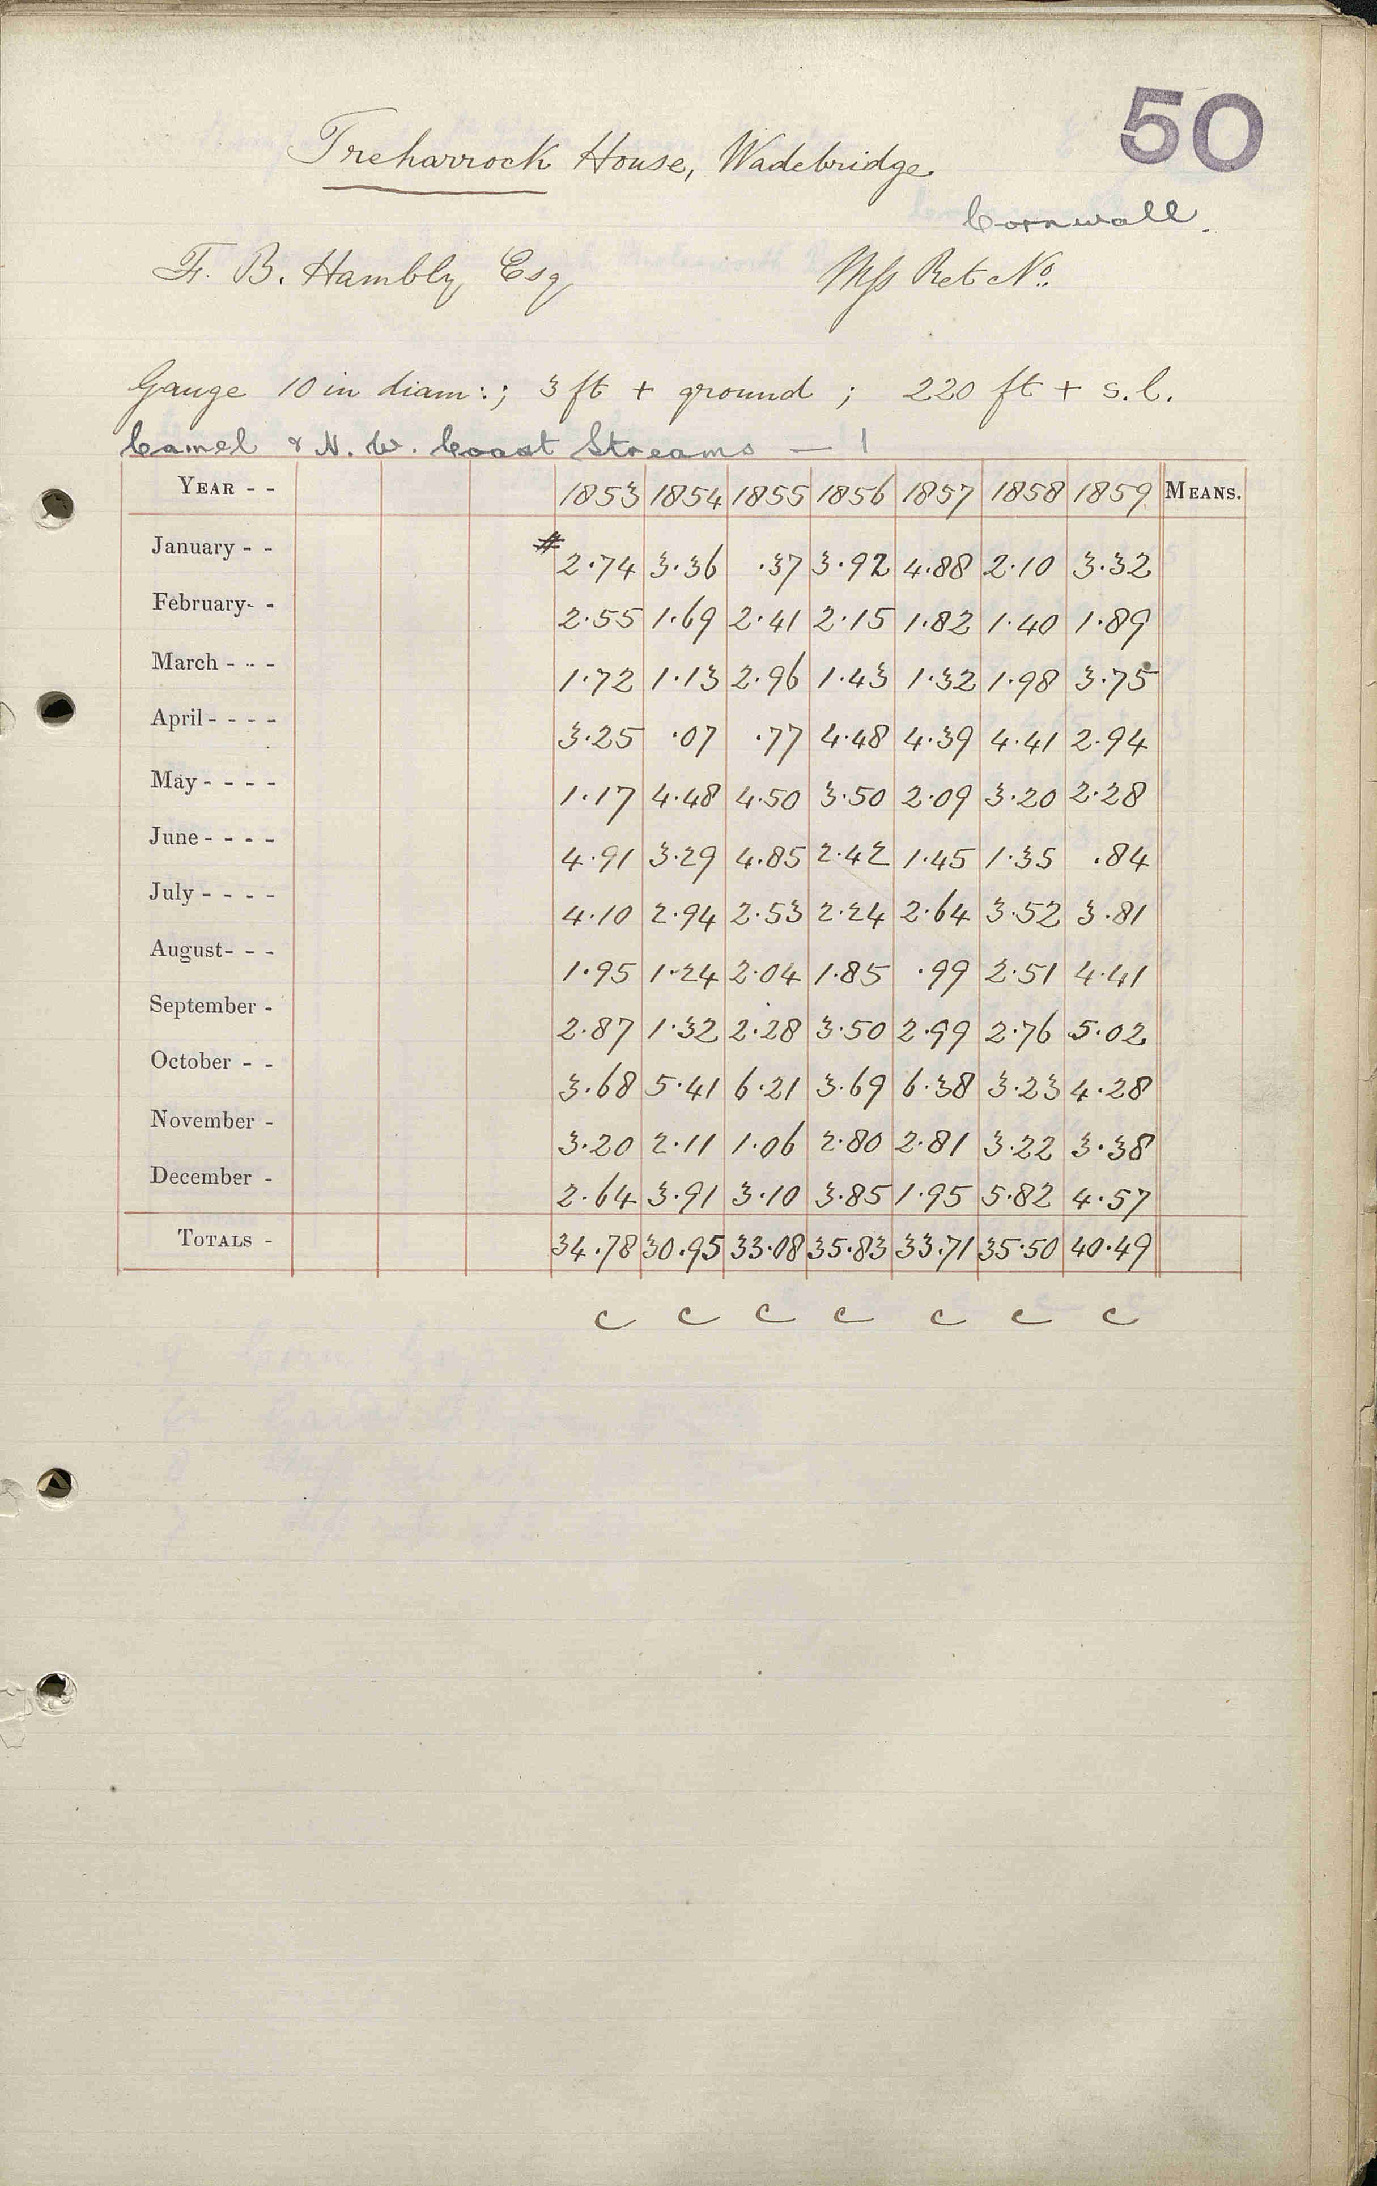 50
Treharrock House, Wadebridge.
Cornwall.
F. B. Hambly Esq Mss Ret No.
Gauge 10 in diam:; 3 ft + ground ; 220 ft + s.l.
Camel & N. W. Coast Streams — 1
YEAR - - 1853 1854 1855 1856 1857 1858 1859 MEANS.
January - - # 2.74 3.36 .37 3.92 4.88 2.10 3.32
February- - 2.55 1.69 2.41 2.15 1.82 1.40 1.89
March - - - 1.72 1.13 2.96 1.43 1.32 1.98 3.75
April - - - - 3.25 .07 .77 4.48 4.39 4.41 2.94
May - - - - 1.17 4.48 4.50 3.50 2.09 3.20 2.28
June - - - - 4.91 3.29 4.85 2.42 1.45 1.35 .84
July - - - - 4.10 2.94 2.53 2.24 2.64 3.52 3.81
August- - - 1.95 1.24 2.04 1.85 .99 2.51 4.41
September - 2.87 1.32 2.28 3.50 2.99 2.76 5.02
October - - 3.68 5.41 6.21 3.69 6.38 3.23 4.28
November - 3.20 2.11 1.06 2.80 2.81 3.22 3.38
December - 2.64 3.91 3.10 3.85 1.95 5.82 4.57
TOTALS - 34.78 30.95 33.08 35.83 33.71 35.50 40.49
c c c c c c c